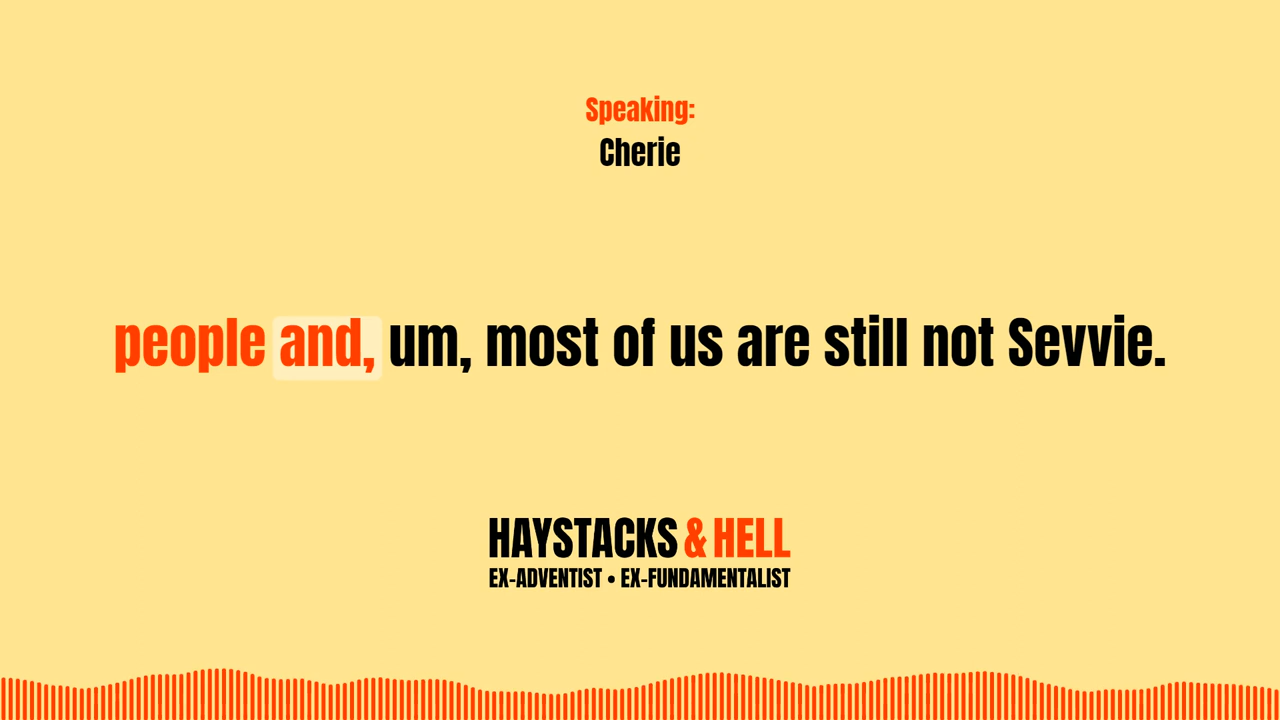 Speaking:
Cherie
people and, um, most of us are still not Sevvie.
HAYSTACKS & HELL
EX-ADVENTIST • EX-FUNDAMENTALIST